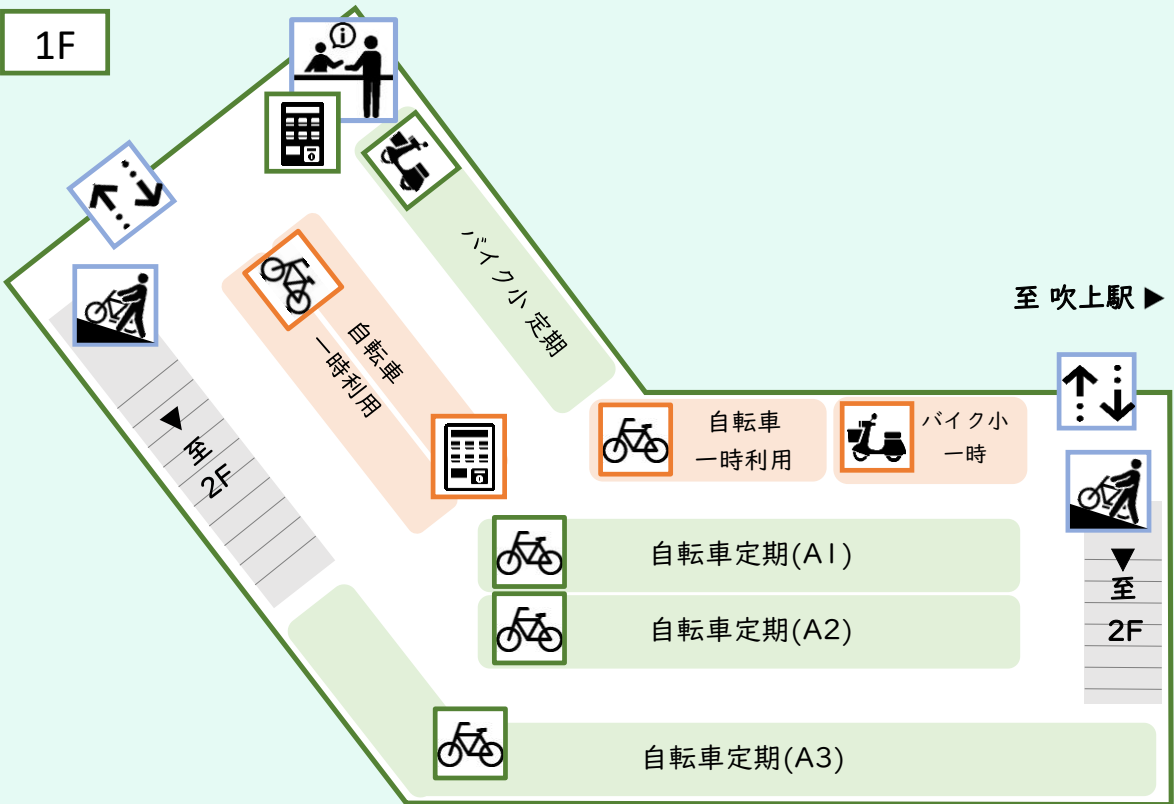 1F
バイク小 定期
至 吹上駅 ▶
自転車
一時利用
▼
至
2F
自転車
一時利用
バイク小
一時
自転車定期(A1)
▼
至
2F
自転車定期(A2)
自転車定期(A3)